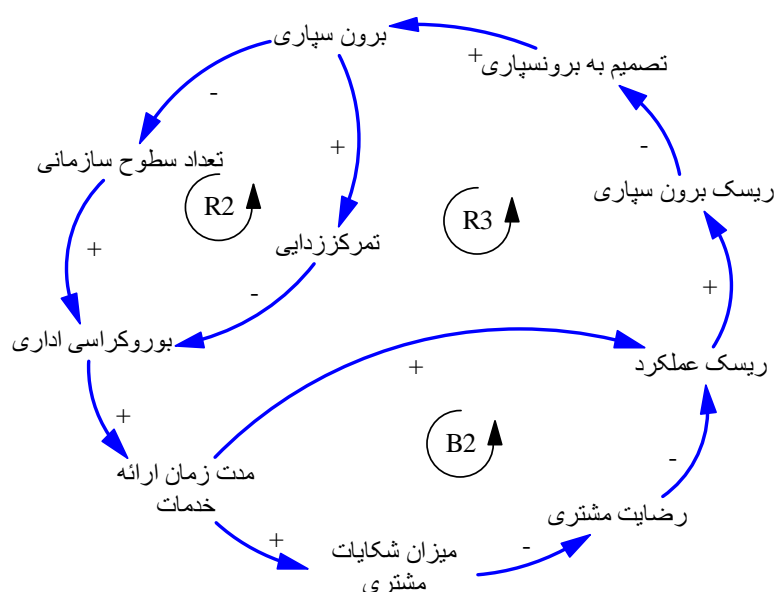 برون سپاری
تصمیم به برونسپاری
+
-
-
+
تعداد سطوح سازمانی
R2
R3
ریسک برون سپاری
تمرکززدایی
+
-
+
بوروکراسی اداری
ریسک عملکرد
+
+
B2
-
مدت زمان ارائه
خدمات
رضایت مشتری
+
-
میزان شکایات
مشتری